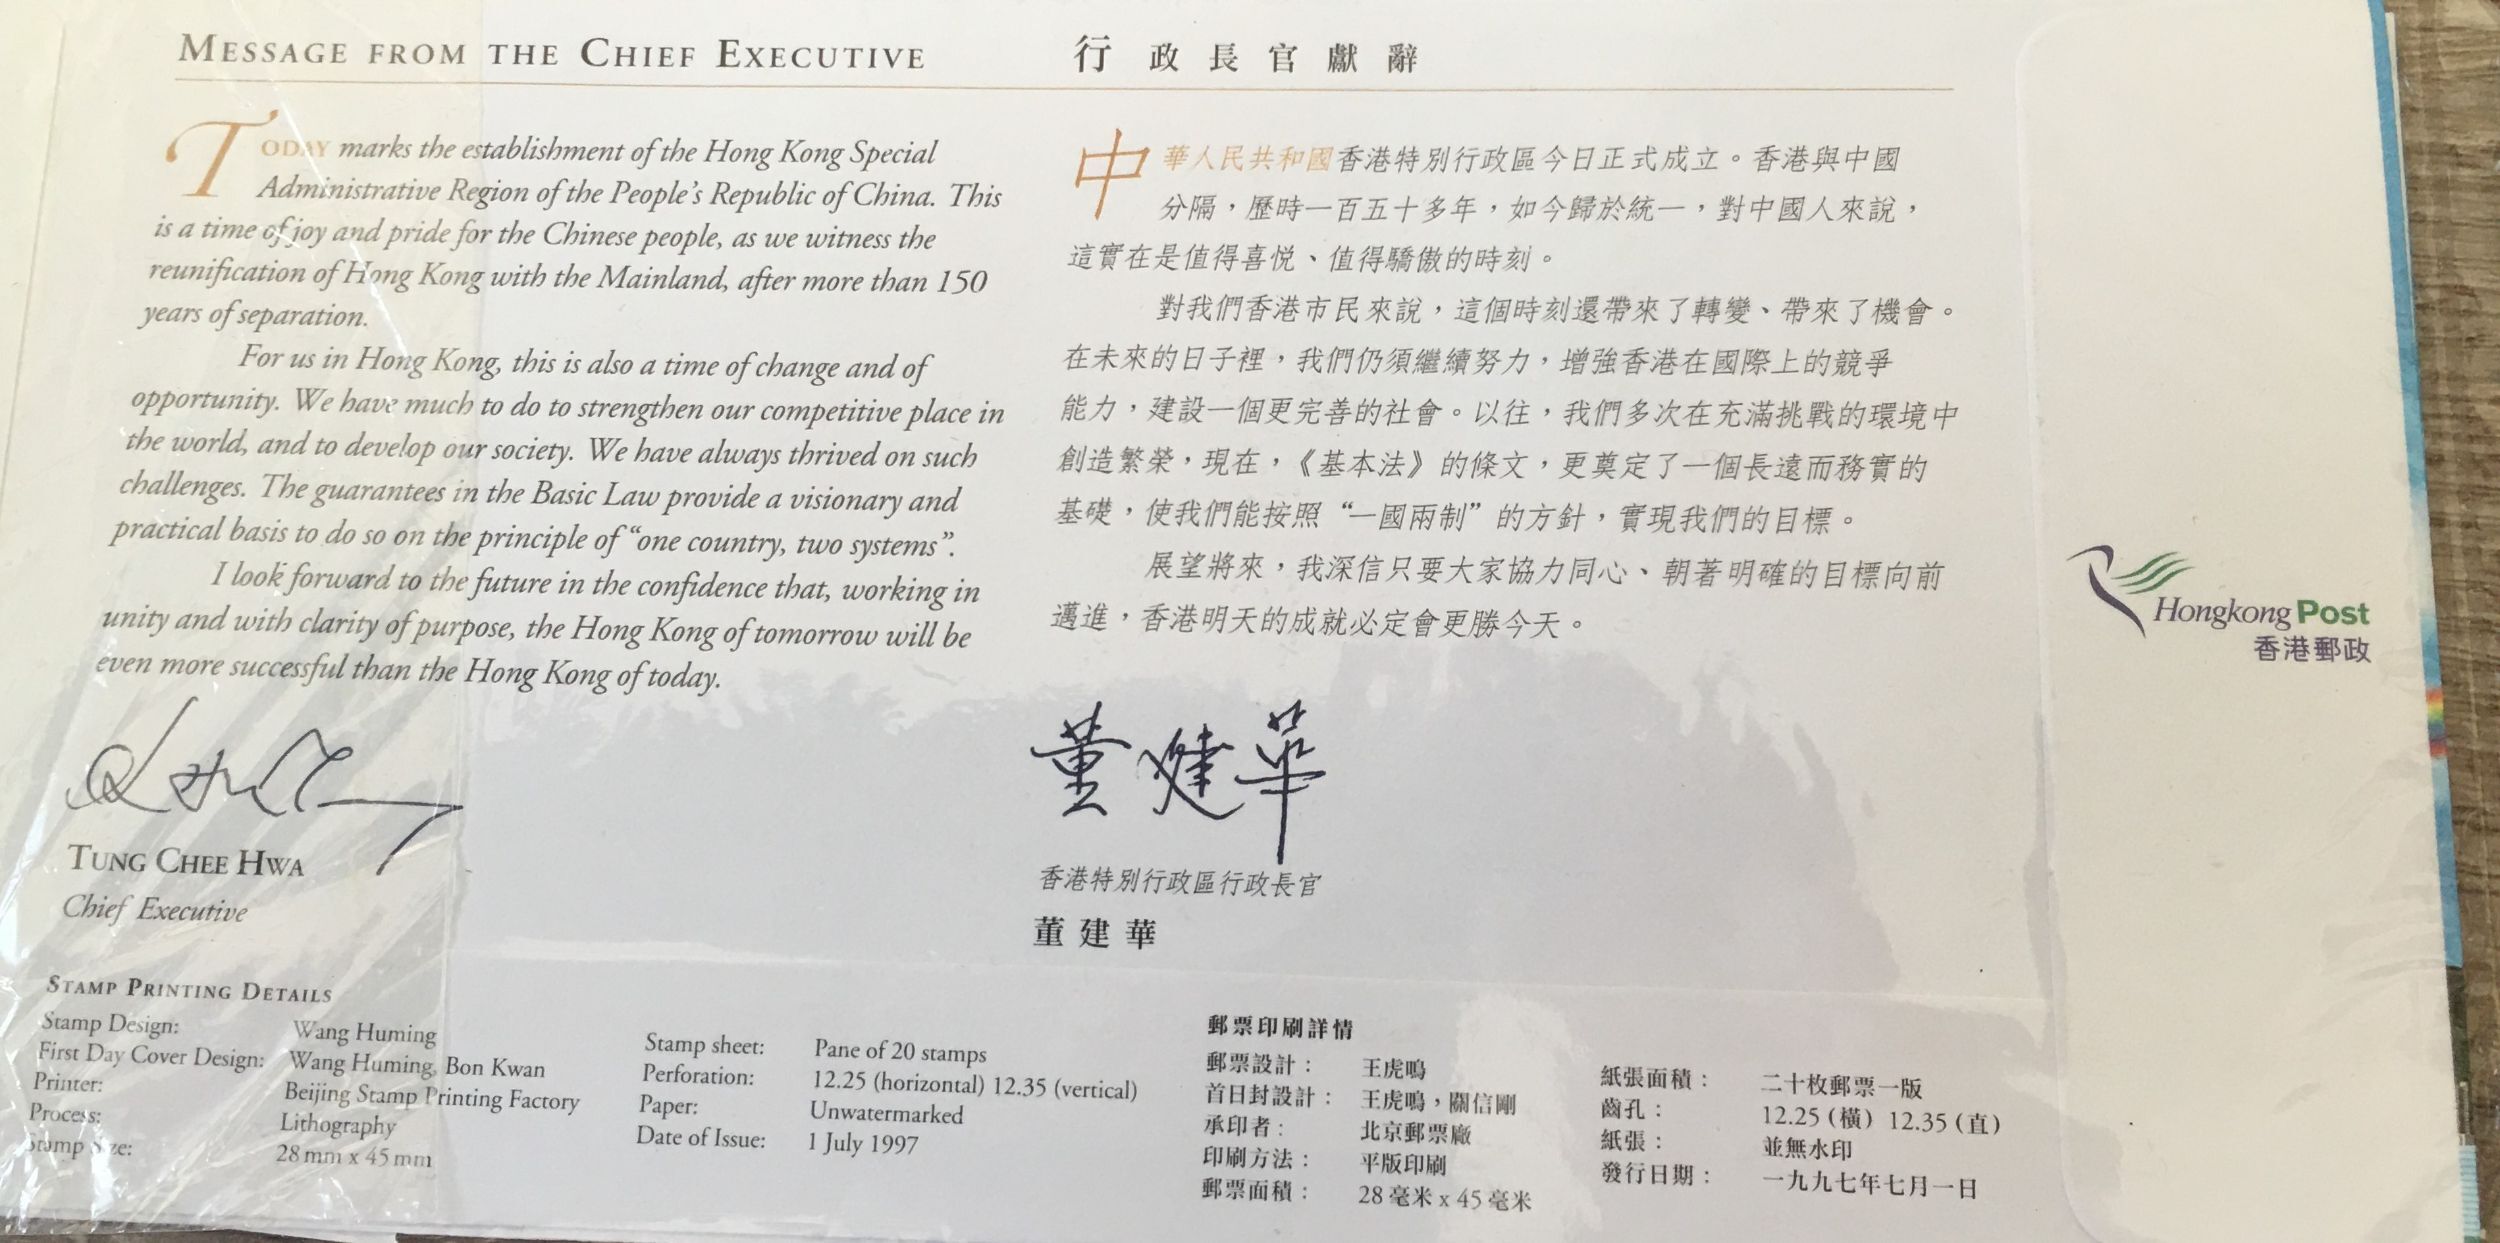 MESSAGE FROM THE CHIEF EXECUTIVE
TODAY marks the establishment of the Hong Kong Special
Administrative Region of the People's Republic of China. This
is a time of joy and pride for the Chinese people, as we witness the
reunification of Hong Kong with the Mainland, after more than 150
years of separation.
For us in Hong Kong, this is also a time of change and of
opportunity. We have much to do to strengthen our competitive place in
the world, and to develop our society. We have always thrived on such
challenges. The guarantees in the Basic Law provide a visionary and
practical basis to do so on the principle of "one country, two systems".
I look forward to the future in the confidence that, working in
unity and with clarity of purpose, the Hong Kong of tomorrow will be
even more successful than the Hong Kong of today.
TUNG CHEE HWA
Chief Executive
行政長官獻辭
中華人民共和國香港特別行政區今日正式成立。香港與中國
分隔，歷時一百五十多年，如今歸於統一，對中國人來說，
這實在是值得喜悅、值得驕傲的時刻。
對我們香港市民來說，這個時刻還帶來了轉變、帶來了機會。
在未來的日子裡，我們仍須繼續努力，增強香港在國際上的競爭
能力，建設一個更完善的社會。以往，我們多次在充滿挑戰的環境中
創造繁榮，現在，《基本法》的條文，更奠定了一個長遠而務實的
基礎，使我們能按照“一國兩制”的方針，實現我們的目標。
展望將來，我深信只要大家協力同心、朝著明確的目標向前
邁進，香港明天的成就必定會更勝今天。
董建華
香港特別行政區行政長官
董建華
Hongkong Post
香港郵政
STAMP PRINTING DETAILS
Stamp Design: Wang Huming
First Day Cover Design: Wang Huming, Bon Kwan
Printer: Beijing Stamp Printing Factory
Process: Lithography
Stamp Size: 28 mm x 45 mm
Stamp sheet: Pane of 20 stamps
Perforation: 12.25 (horizontal) 12.35 (vertical)
Paper: Unwatermarked
Date of Issue: 1 July 1997
郵票印刷詳情
郵票設計： 王虎鳴
首日封設計： 王虎鳴，關信剛
承印者： 北京郵票廠
印刷方法： 平版印刷
郵票面積： 28 毫米 x 45 毫米
紙張面積： 二十枚郵票一版
齒孔： 12.25 (橫) 12.35 (直)
紙張： 並無水印
發行日期： 一九九七年七月一日